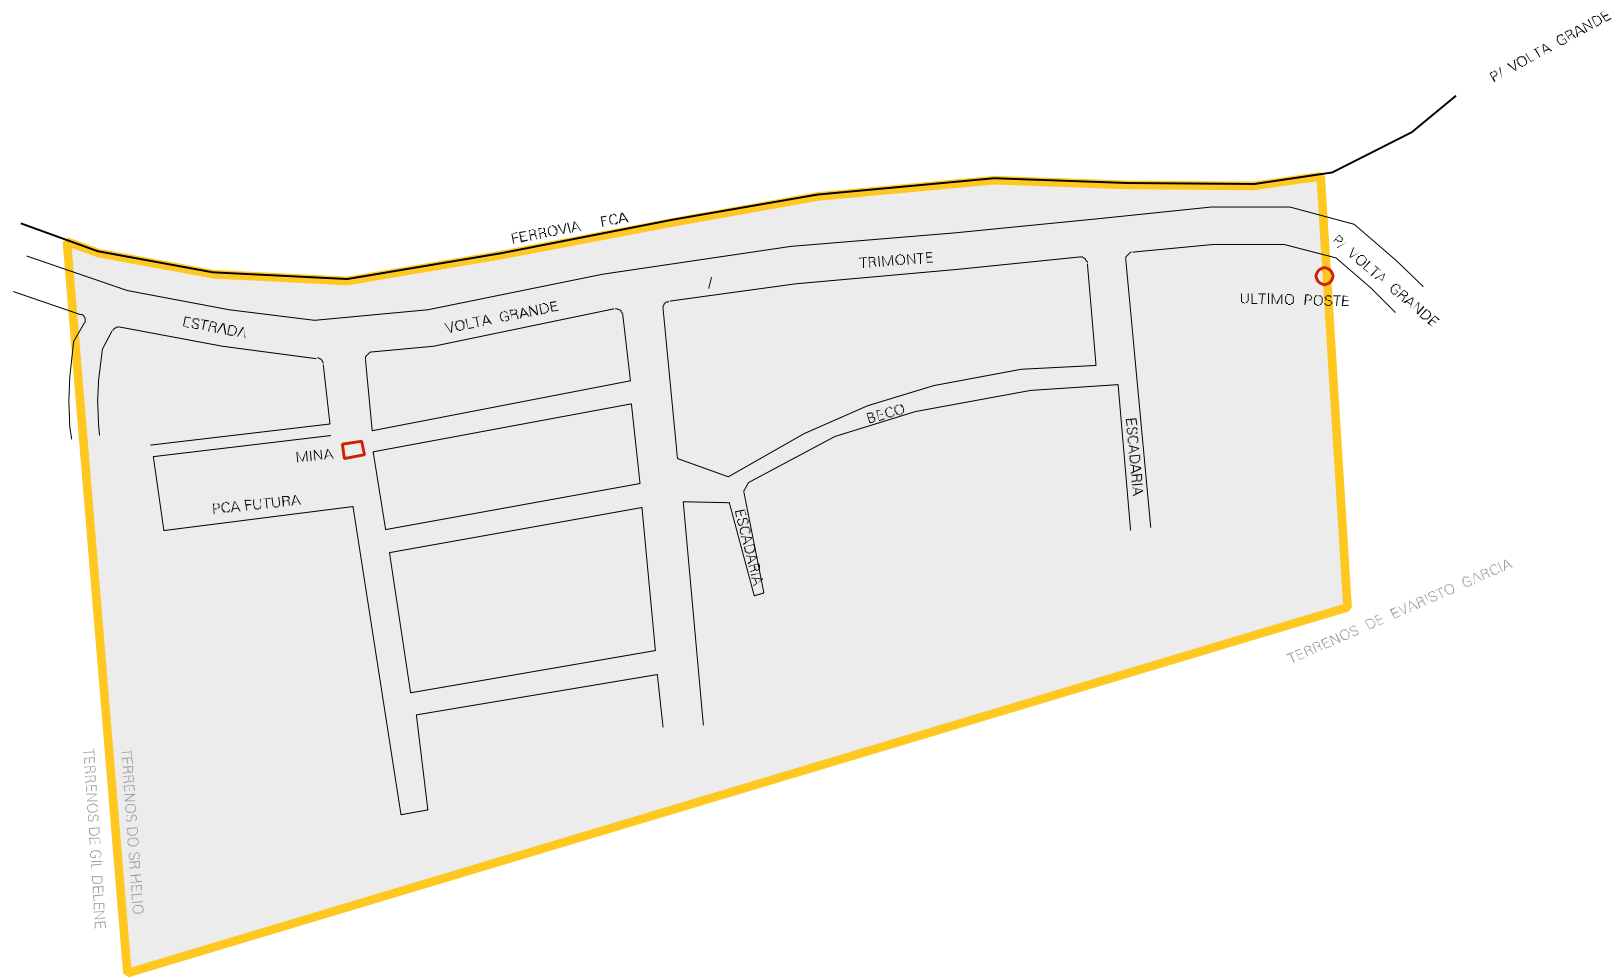 P/ VOLTA GRANDE
FERROVIA FCA
P/ VOLTA GRANDE
ESTRADA VOLTA GRANDE / TRIMONTE
ULTIMO POSTE
BECO
MINA
ESCADARIA
PCA FUTURA
ESCADARIA
TERRENOS DE EVARISTO GARCIA
TERRENOS DE GIL DELENE
TERRENOS DO SR HELIO